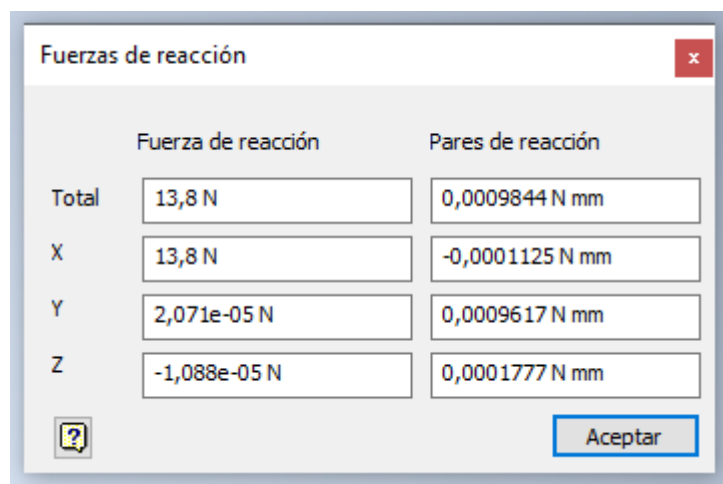 Fuerzas de reacción
x
Fuerza de reacción Pares de reacción
Total 13,8 N 0,0009844 N mm
X 13,8 N -0,0001125 N mm
Y 2,071e-05 N 0,0009617 N mm
Z -1,088e-05 N 0,0001777 N mm
? Aceptar